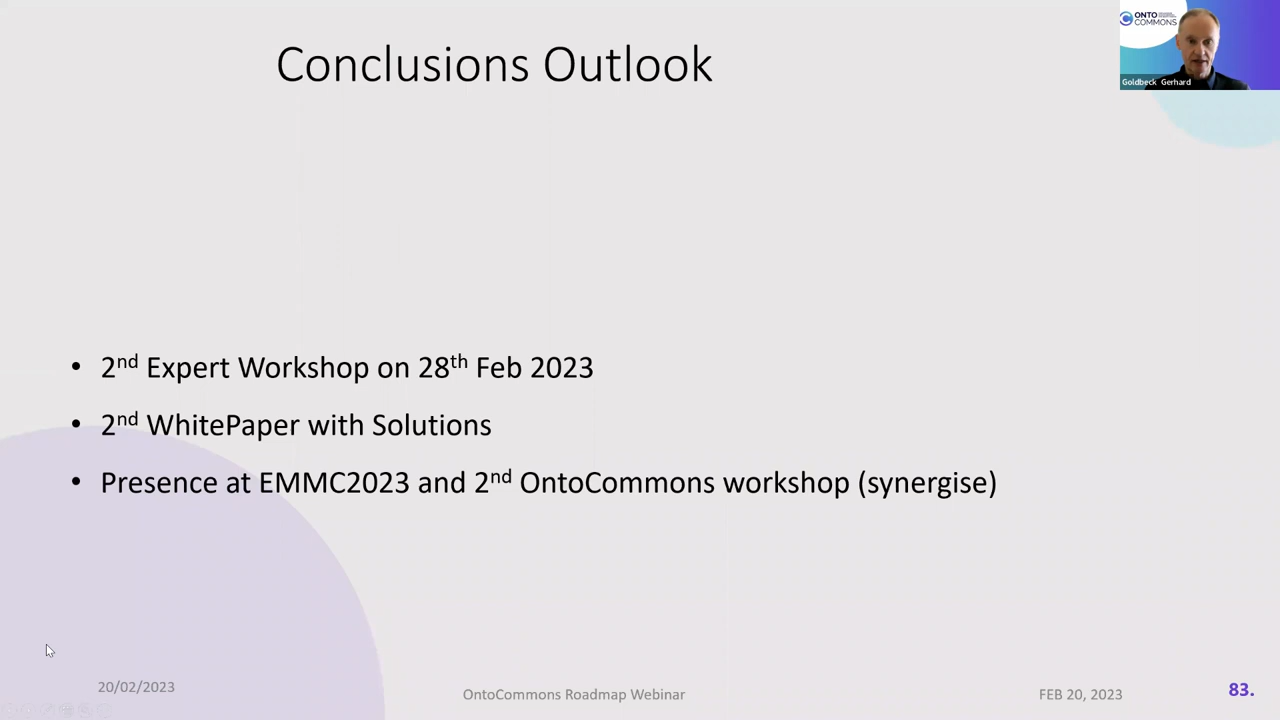 Conclusions Outlook
ONTO
COMMONS
Goldbeck Gerhard
• 2nd Expert Workshop on 28th Feb 2023
• 2nd WhitePaper with Solutions
• Presence at EMMC2023 and 2nd OntoCommons workshop (synergise)
20/02/2023
OntoCommons Roadmap Webinar
FEB 20, 2023
83.